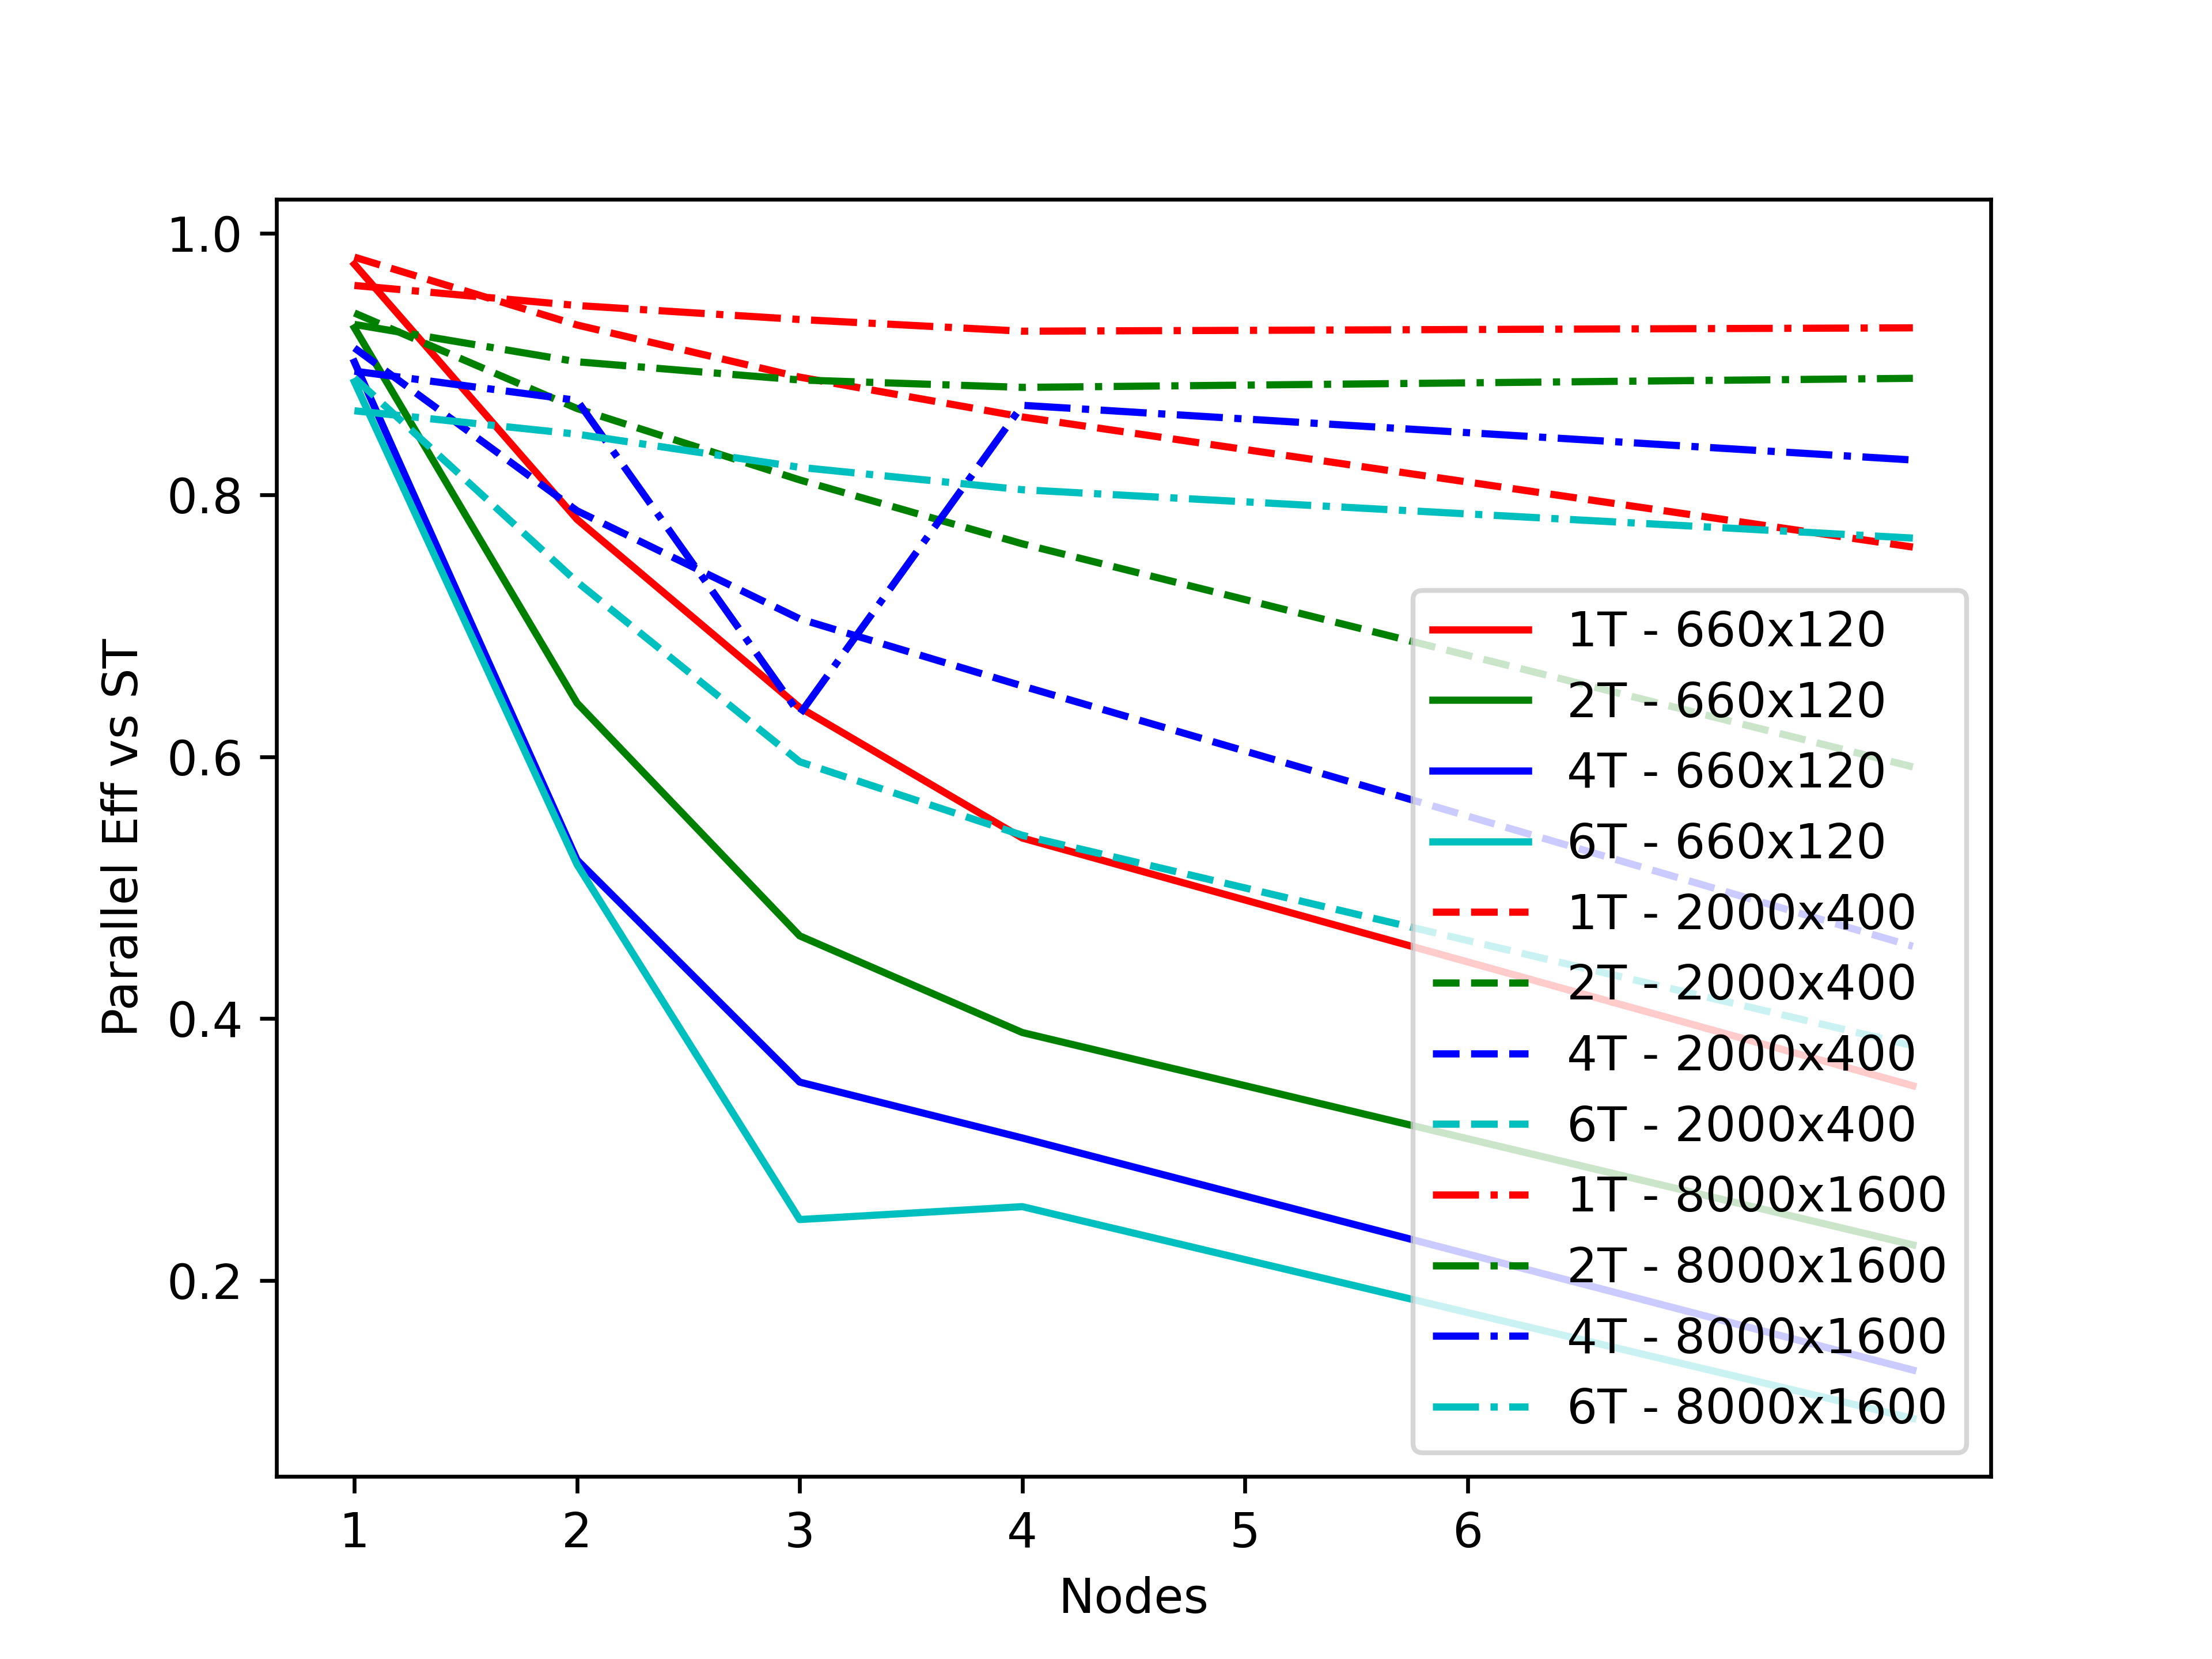 1.0
0.8
0.6
0.4
0.2
Parallel Eff vs ST
1 2 3 4 5 6
Nodes
1T - 660x120
2T - 660x120
4T - 660x120
6T - 660x120
1T - 2000x400
2T - 2000x400
4T - 2000x400
6T - 2000x400
1T - 8000x1600
2T - 8000x1600
4T - 8000x1600
6T - 8000x1600